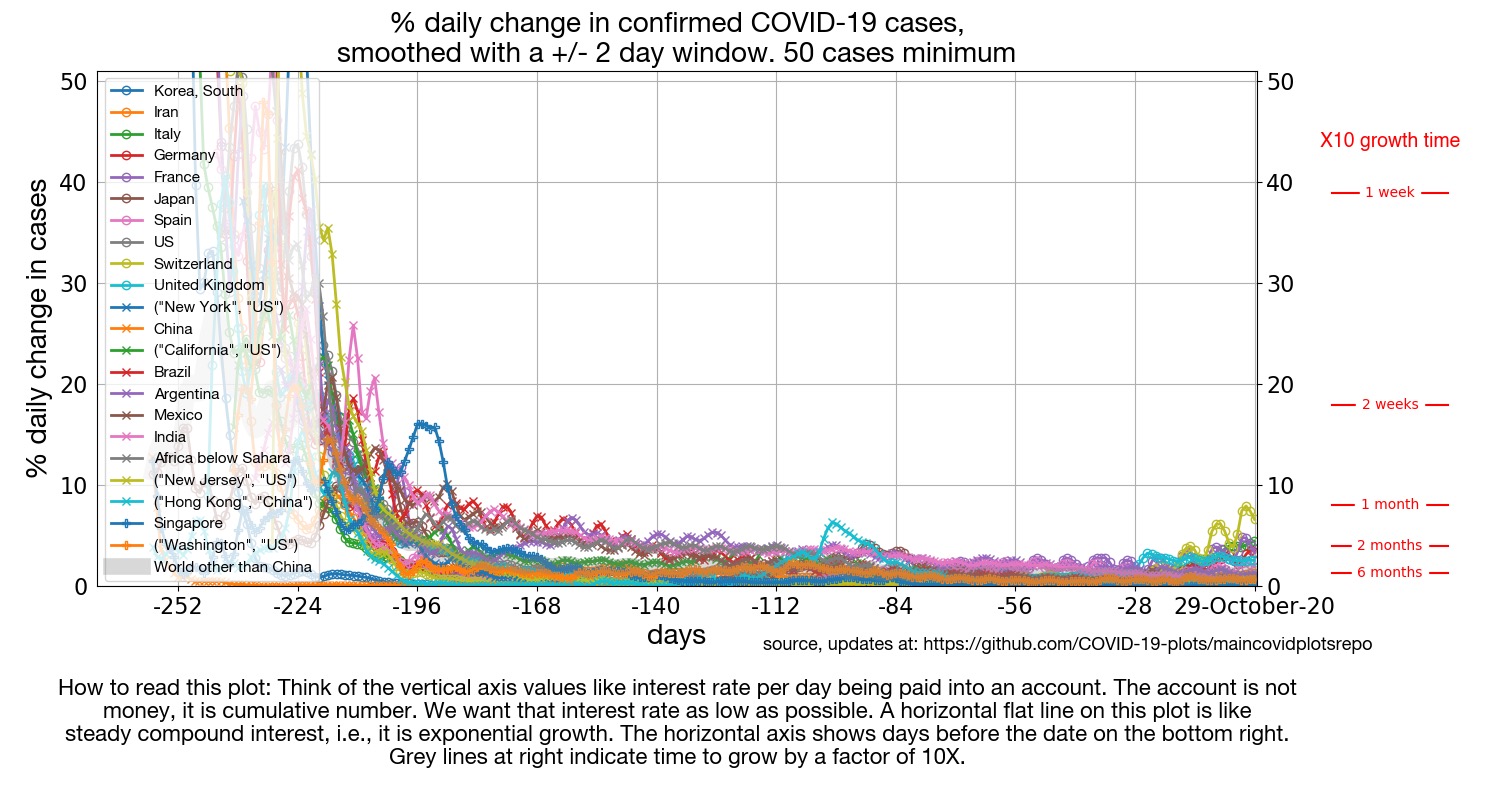 % daily change in confirmed COVID-19 cases,
smoothed with a +/- 2 day window. 50 cases minimum
% daily change in cases
50
40
30
20
10
0
Korea, South
Iran
Italy
Germany
France
Japan
Spain
US
Switzerland
United Kingdom
("New York", "US")
China
("California", "US")
Brazil
Argentina
Mexico
India
Africa below Sahara
("New Jersey", "US")
("Hong Kong", "China")
Singapore
("Washington", "US")
World other than China
50
40
30
20
10
0
X10 growth time
1 week
2 weeks
1 month
2 months
6 months
-252 -224 -196 -168 -140 -112 -84 -56 -28 29-October-20
days
source, updates at: https://github.com/COVID-19-plots/maincovidplotsrepo
How to read this plot: Think of the vertical axis values like interest rate per day being paid into an account. The account is not
money, it is cumulative number. We want that interest rate as low as possible. A horizontal flat line on this plot is like
steady compound interest, i.e., it is exponential growth. The horizontal axis shows days before the date on the bottom right.
Grey lines at right indicate time to grow by a factor of 10X.